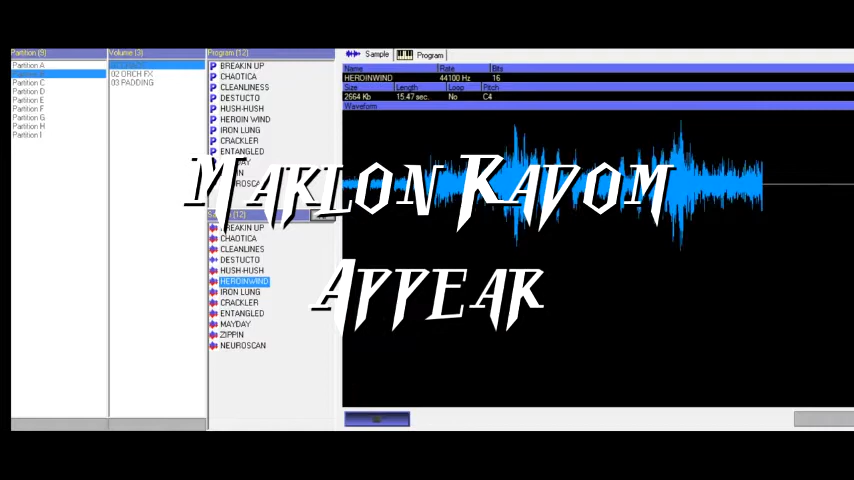 Partition (9)
Volume (3)
Program (12)
Sample
Program
Partition A
Partition C
Partition D
Partition E
Partition F
Partition G
Partition H
Partition I
02 ORCH FX
03 PADDING
BREAKIN UP
CHAOTICA
CLEANLINESS
DESTUCTO
HUSH-HUSH
HEROIN WIND
IRON LUNG
CRACKLER
ENTANGLED
NEUROSCAN
Name
Rate
Bits
HEROINWIND
44100 Hz
16
Size
Length
Loop
Pitch
2664 Kb
15.47 sec.
No
C4
Waveform
Marlon Radom
Appear
BREAKIN UP
CHAOTICA
CLEANLINES
DESTUCTO
HUSH-HUSH
HEROINWIND
IRON LUNG
CRACKLER
ENTANGLED
MAYDAY
ZIPPIN
NEUROSCAN